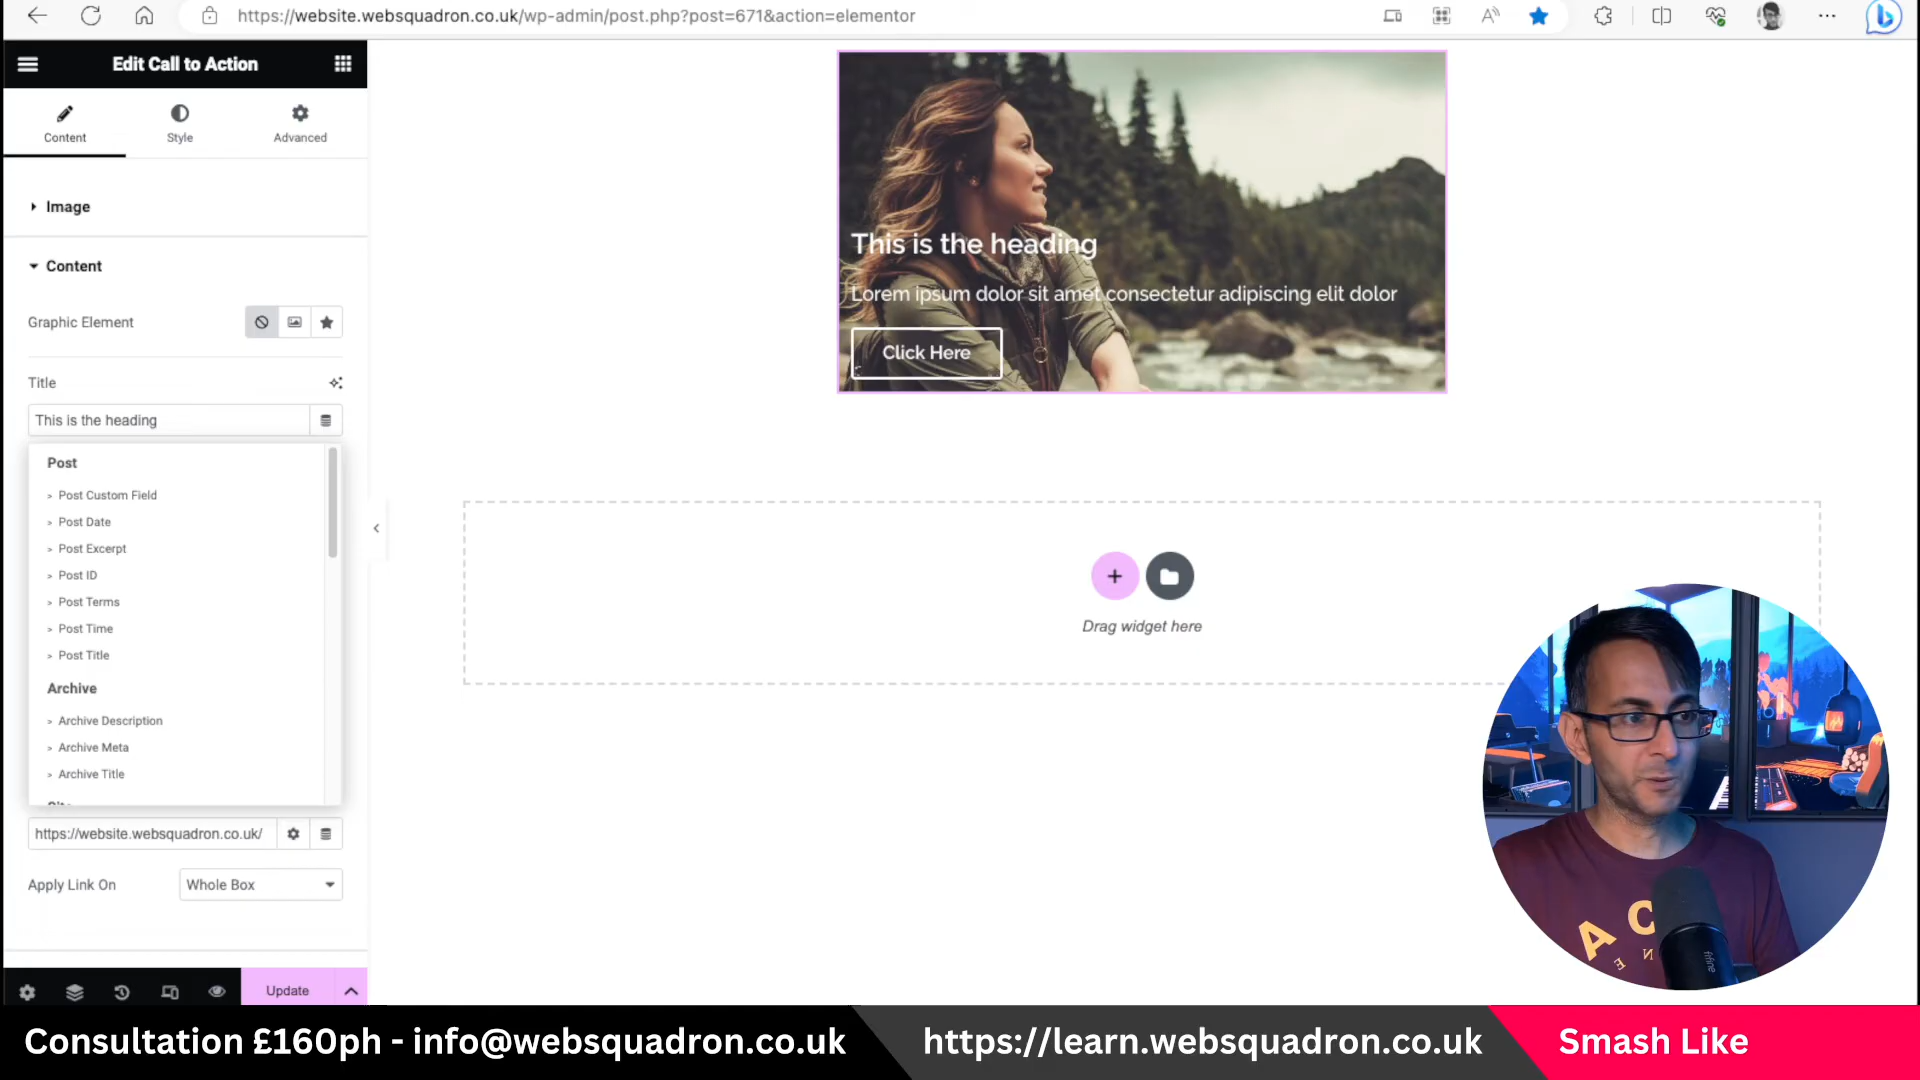 https://website.websquadron.co.uk/wp-admin/post.php?post=671&action=elementor
Edit Call to Action
Content
Style
Advanced
Image
Content
Graphic Element
Title
This is the heading
Post
Post Custom Field
Post Date
Post Excerpt
Post ID
Post Terms
Post Time
Post Title
Archive
Archive Description
Archive Meta
Archive Title
https://website.websquadron.co.uk/
Apply Link On
Whole Box
Update
This is the heading
Lorem ipsum dolor sit amet consectetur adipiscing elit dolor
Click Here
Drag widget here
fifine
Consultation £160ph - info@websquadron.co.uk
https://learn.websquadron.co.uk
Smash Like